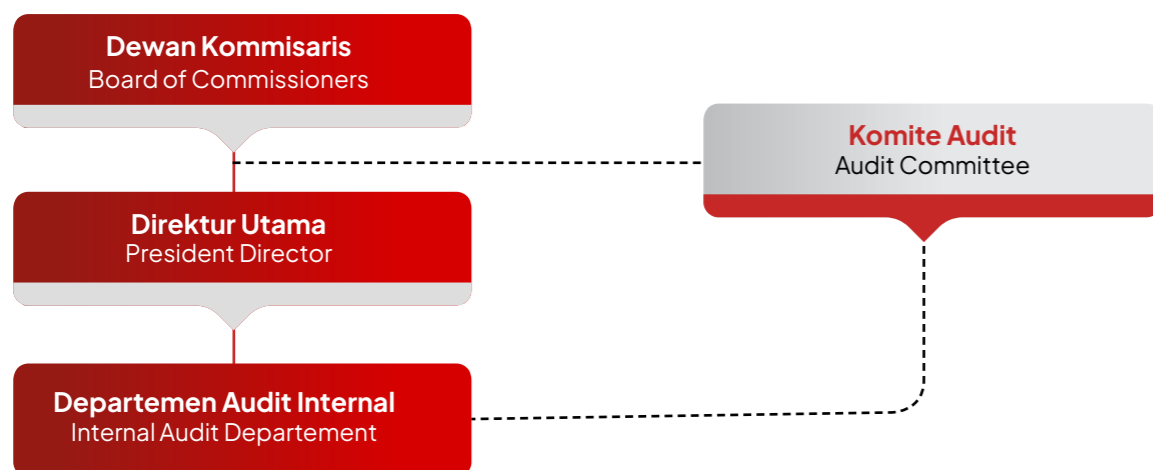 Dewan Kommisaris
Board of Commissioners
Komite Audit
Audit Committee
Direktur Utama
President Director
Departemen Audit Internal
Internal Audit Departement